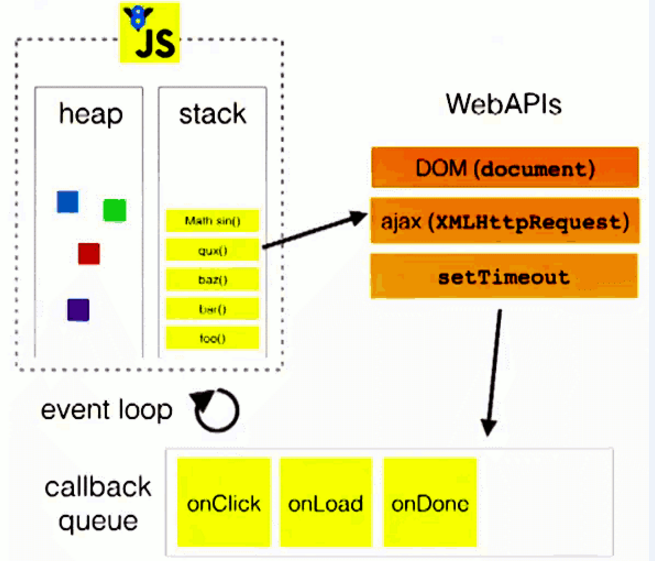 8
JS
heap
stack
WebAPIs
Math sin()
qux()
baz()
bar()
foo()
DOM (document)
ajax (XMLHttpRequest)
setTimeout
event loop
callback
queue
onClick
onLoad
onDone